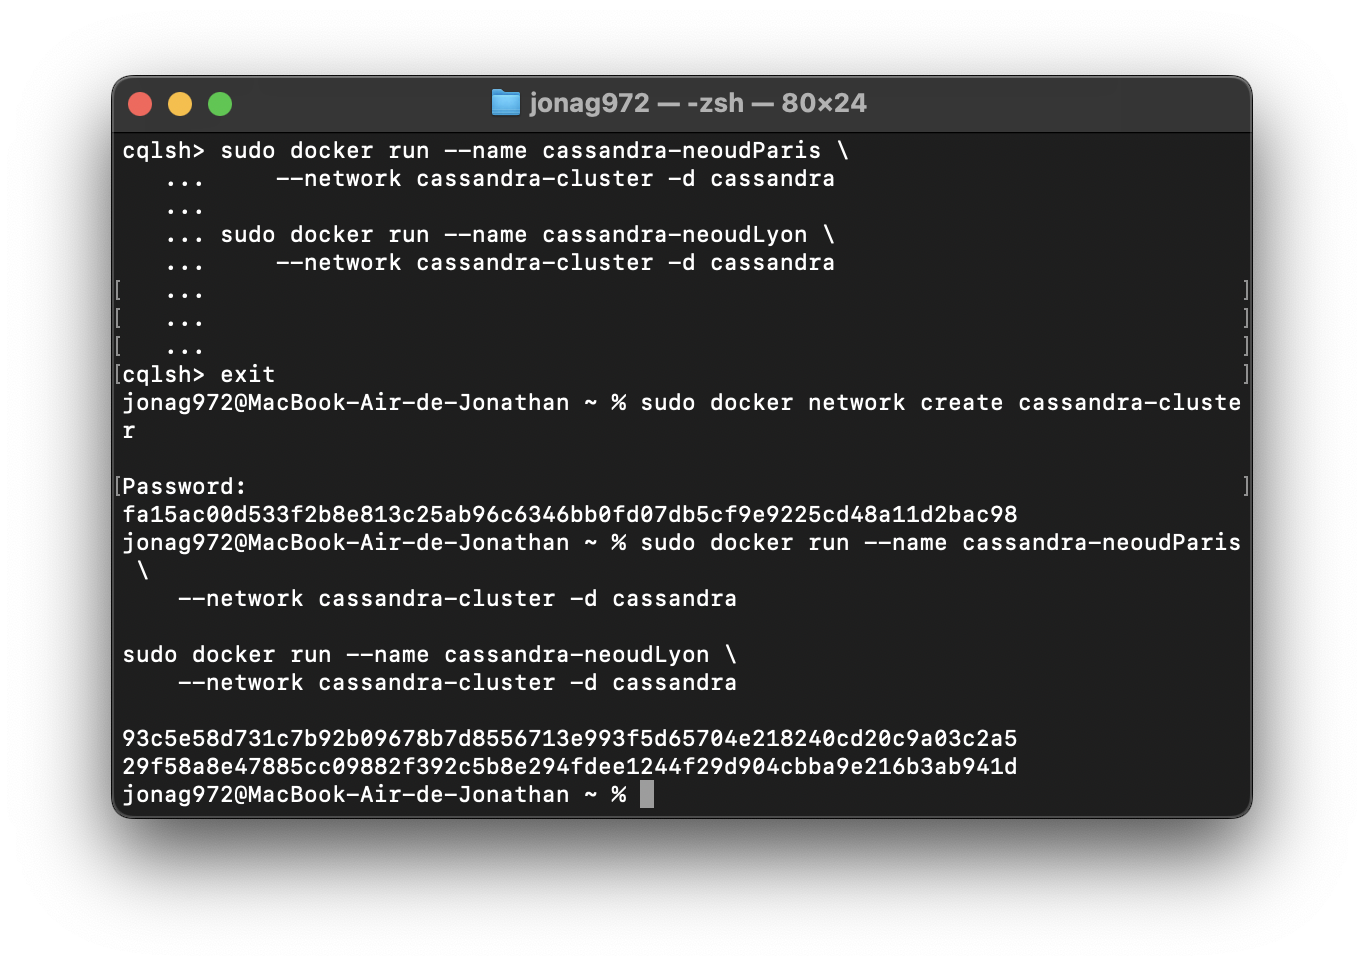 jonag972 — -zsh — 80×24
cqlsh> sudo docker run --name cassandra-neoudParis \
   ...     --network cassandra-cluster -d cassandra
   ...
   ... sudo docker run --name cassandra-neoudLyon \
   ...     --network cassandra-cluster -d cassandra
[   ... ]
[   ... ]
[   ... ]
[cqlsh> exit ]
jonag972@MacBook-Air-de-Jonathan ~ % sudo docker network create cassandra-cluste
r
[Password: ]
fa15ac00d533f2b8e813c25ab96c6346bb0fd07db5cf9e9225cd48a11d2bac98
jonag972@MacBook-Air-de-Jonathan ~ % sudo docker run --name cassandra-neoudParis
 \
    --network cassandra-cluster -d cassandra
sudo docker run --name cassandra-neoudLyon \
    --network cassandra-cluster -d cassandra
93c5e58d731c7b92b09678b7d8556713e993f5d65704e218240cd20c9a03c2a5
29f58a8e47885cc09882f392c5b8e294fdee1244f29d904cbba9e216b3ab941d
jonag972@MacBook-Air-de-Jonathan ~ %